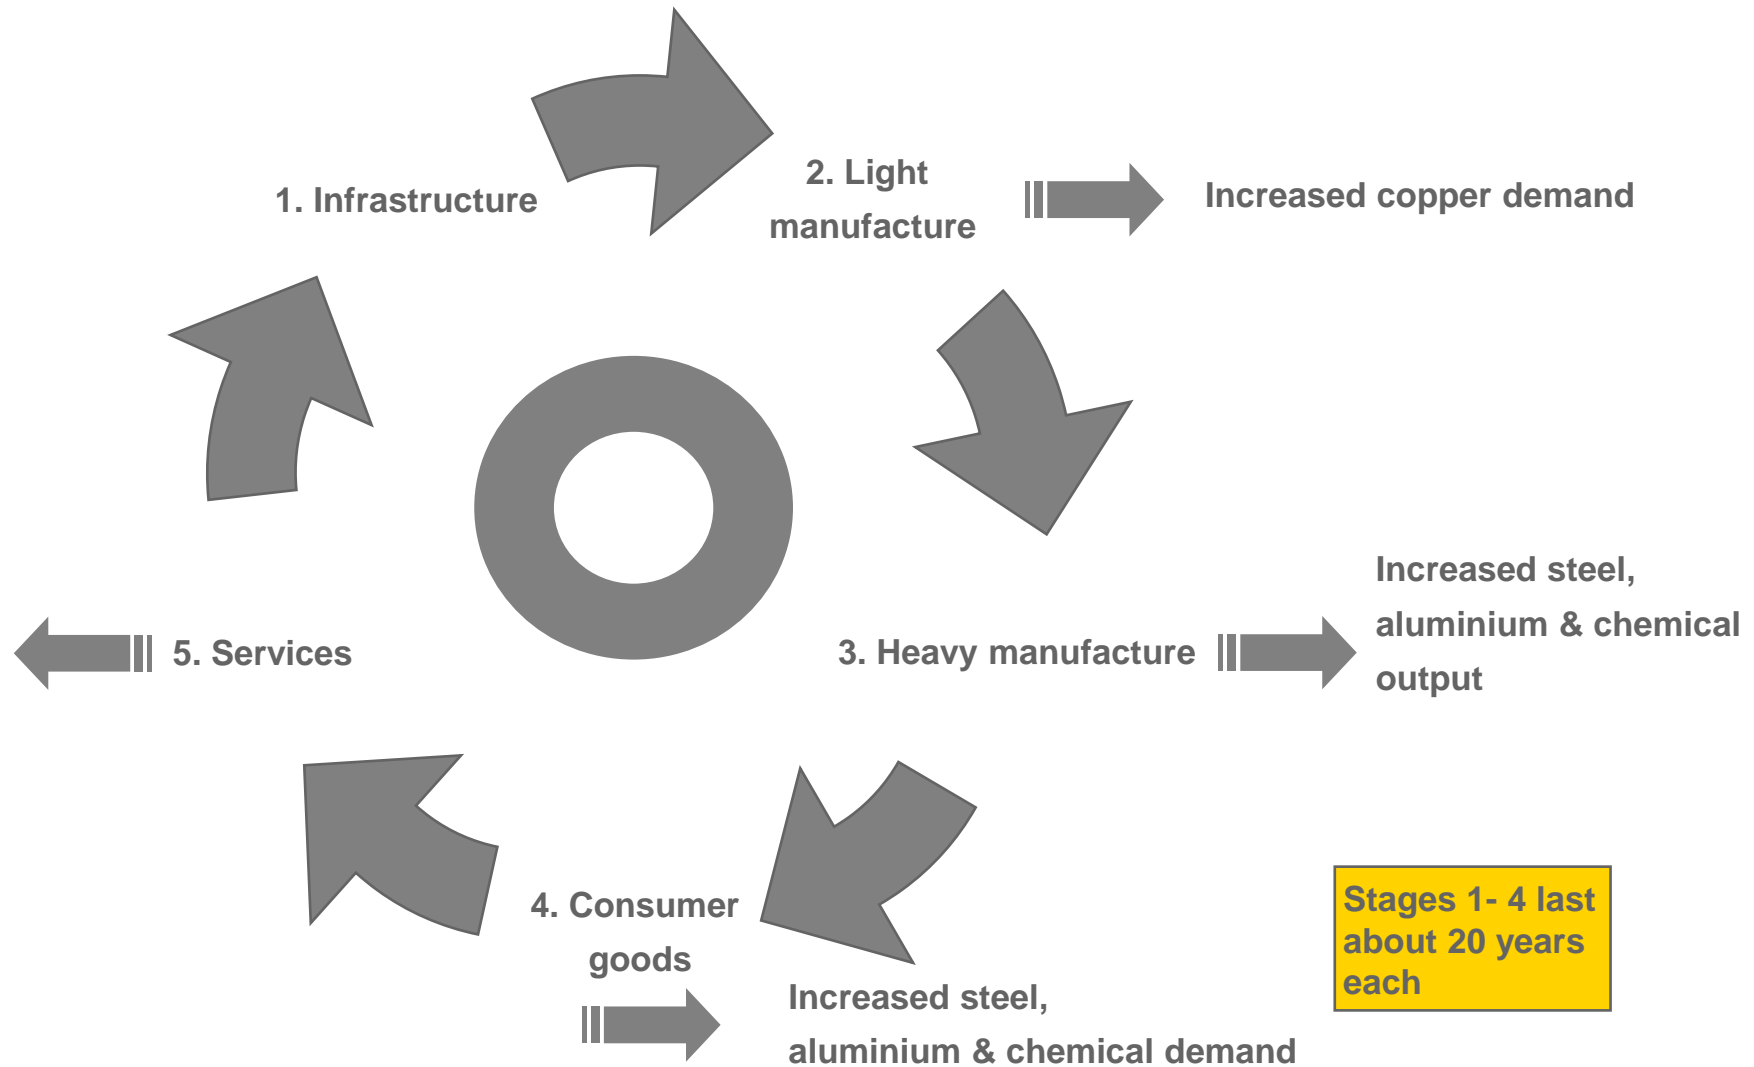 1. Infrastructure
2. Light
manufacture
Increased copper demand
3. Heavy manufacture
Increased steel,
aluminium & chemical
output
4. Consumer
goods
Increased steel,
aluminium & chemical demand
5. Services
Stages 1- 4 last
about 20 years
each